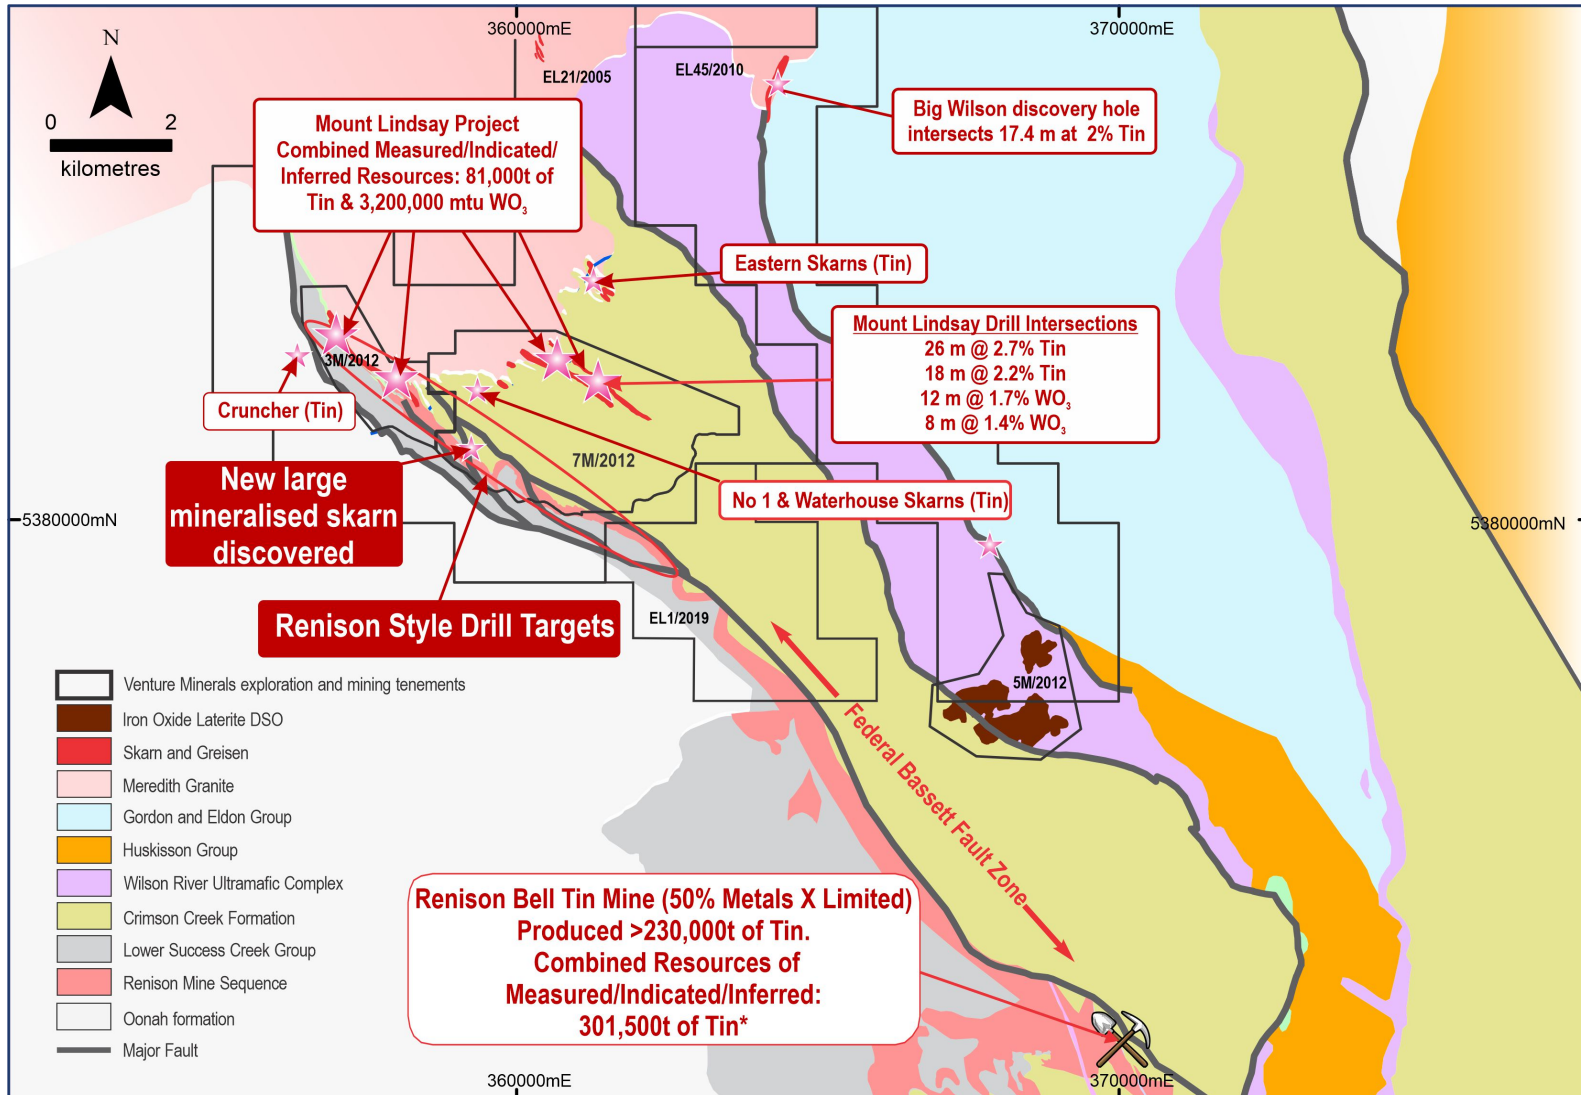 360000mE
370000mE
N
0 2
kilometres
EL21/2005
EL45/2010
Mount Lindsay Project
Combined Measured/Indicated/
Inferred Resources: 81,000t of
Tin & 3,200,000 mtu WO₃
Big Wilson discovery hole
intersects 17.4 m at 2% Tin
Eastern Skarns (Tin)
Mount Lindsay Drill Intersections
26 m @ 2.7% Tin
18 m @ 2.2% Tin
12 m @ 1.7% WO₃
8 m @ 1.4% WO₃
3M/2012
Cruncher (Tin)
7M/2012
New large
mineralised skarn
discovered
No 1 & Waterhouse Skarns (Tin)
5380000mN
5380000mN
Renison Style Drill Targets
EL1/2019
5M/2012
Federal Bassett Fault Zone
Venture Minerals exploration and mining tenements
Iron Oxide Laterite DSO
Skarn and Greisen
Meredith Granite
Gordon and Eldon Group
Huskisson Group
Wilson River Ultramafic Complex
Crimson Creek Formation
Lower Success Creek Group
Renison Mine Sequence
Oonah formation
Major Fault
Renison Bell Tin Mine (50% Metals X Limited)
Produced >230,000t of Tin.
Combined Resources of
Measured/Indicated/Inferred:
301,500t of Tin*
360000mE
370000mE